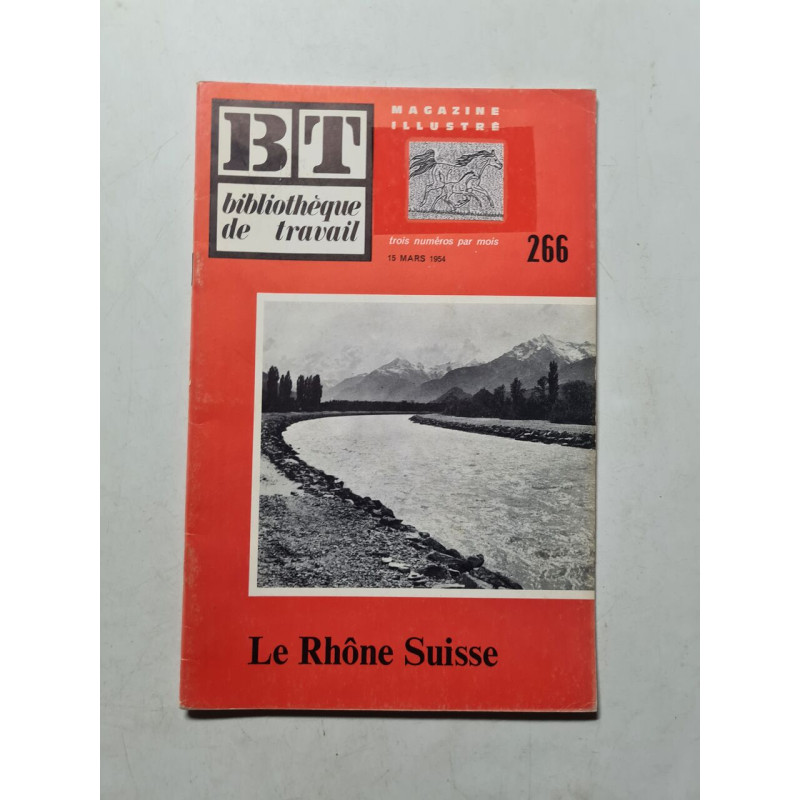 BT
bibliothèque
de travail
MAGAZINE
ILLUSTRÉ
trois numéros par mois
15 MARS 1954
266
Le Rhône Suisse